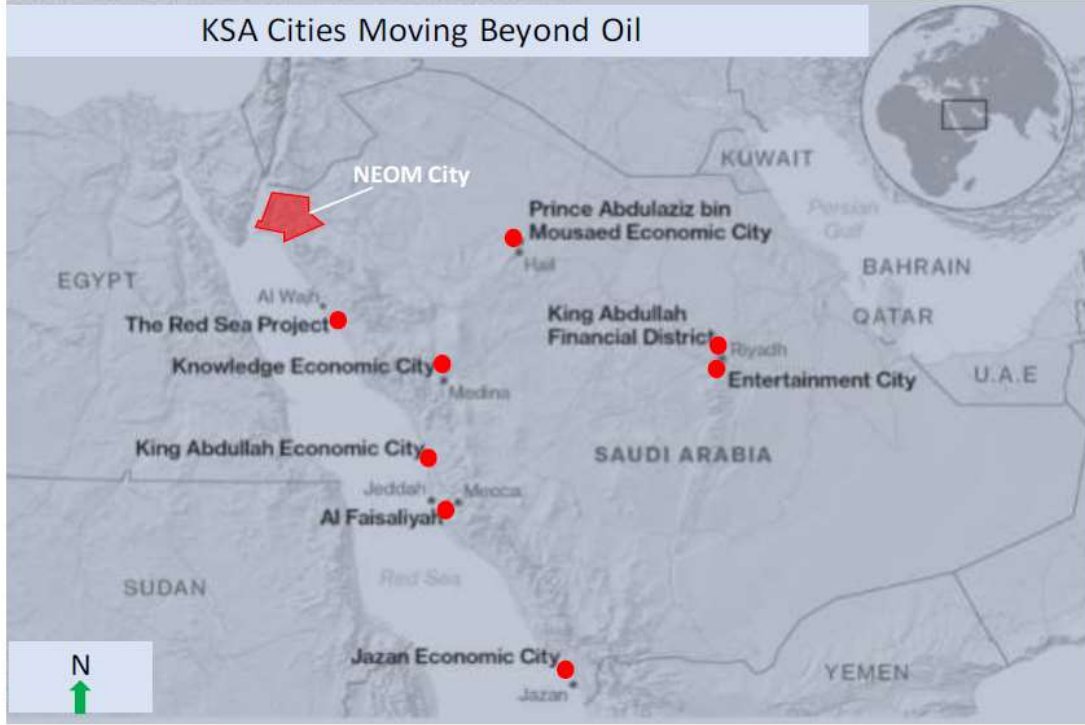 KSA Cities Moving Beyond Oil
KUWAIT
NEOM City
Prince Abdulaziz bin
Mousaed Economic City
Persian
Gulf
Hail
BAHRAIN
EGYPT
Al Wajh
The Red Sea Project
King Abdullah
Financial District
QATAR
Riyadh
Knowledge Economic City
Medina
Entertainment City
U.A.E
King Abdullah Economic City
SAUDI ARABIA
Jeddah
Mecca
Al Faisaliyah
Red Sea
SUDAN
Jazan Economic City
Jazan
YEMEN
N